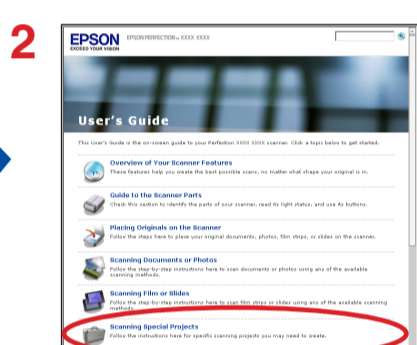 2
EPSON
EXCEED YOUR VISION
EPSON PERFECTION™ XXXX XXXX
User's Guide
This User's Guide is the on-screen guide to your Perfection XXXX XXXX scanner. Click a topic below to get started.
Overview of Your Scanner Features
These features help you create the best possible scans, no matter what shape your original is in.
Guide to the Scanner Parts
Check this section to identify the parts of your scanner, read its light status, and use its buttons.
Placing Originals on the Scanner
Follow the steps here to place your original documents, photos, film strips, or slides on the scanner.
Scanning Documents or Photos
Follow the step-by-step instructions here to scan documents or photos using any of the available
scanning methods.
Scanning Film or Slides
Follow the step-by-step instructions here to scan film strips or slides using any of the available scanning
methods.
Scanning Special Projects
Follow the instructions here for specific scanning projects you may need to create.